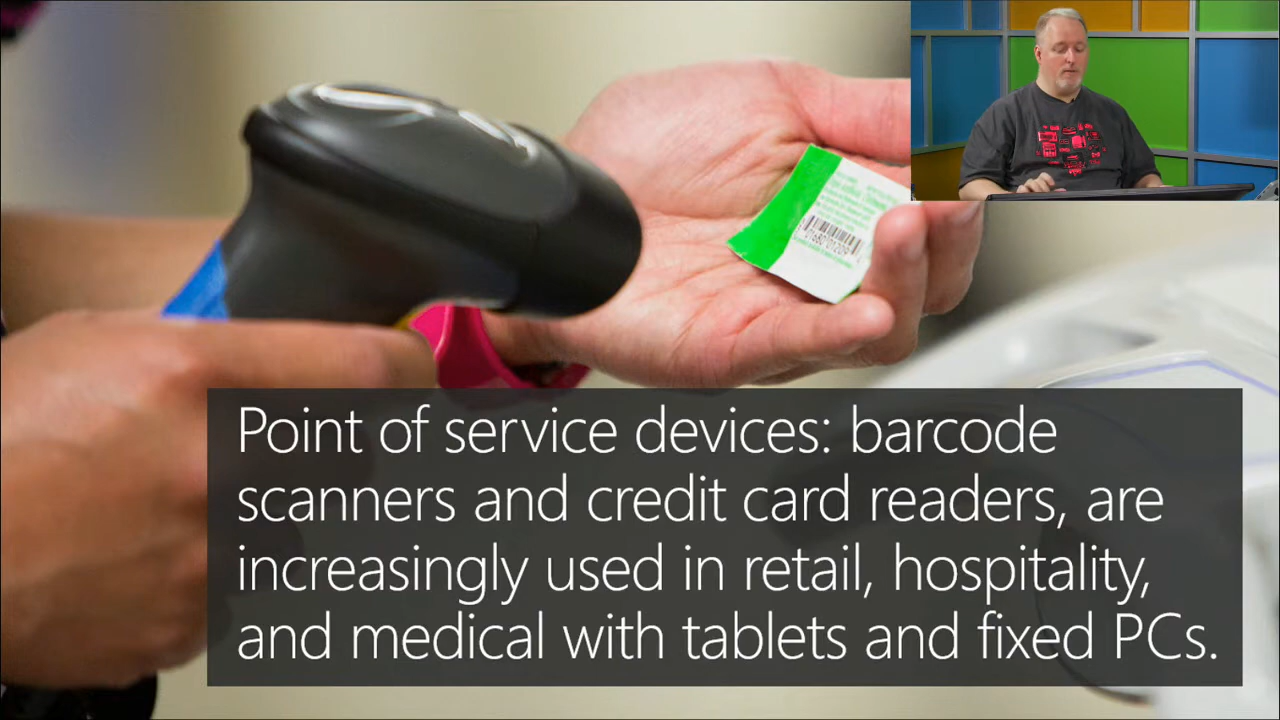 Point of service devices: barcode
scanners and credit card readers, are
increasingly used in retail, hospitality,
and medical with tablets and fixed PCs.